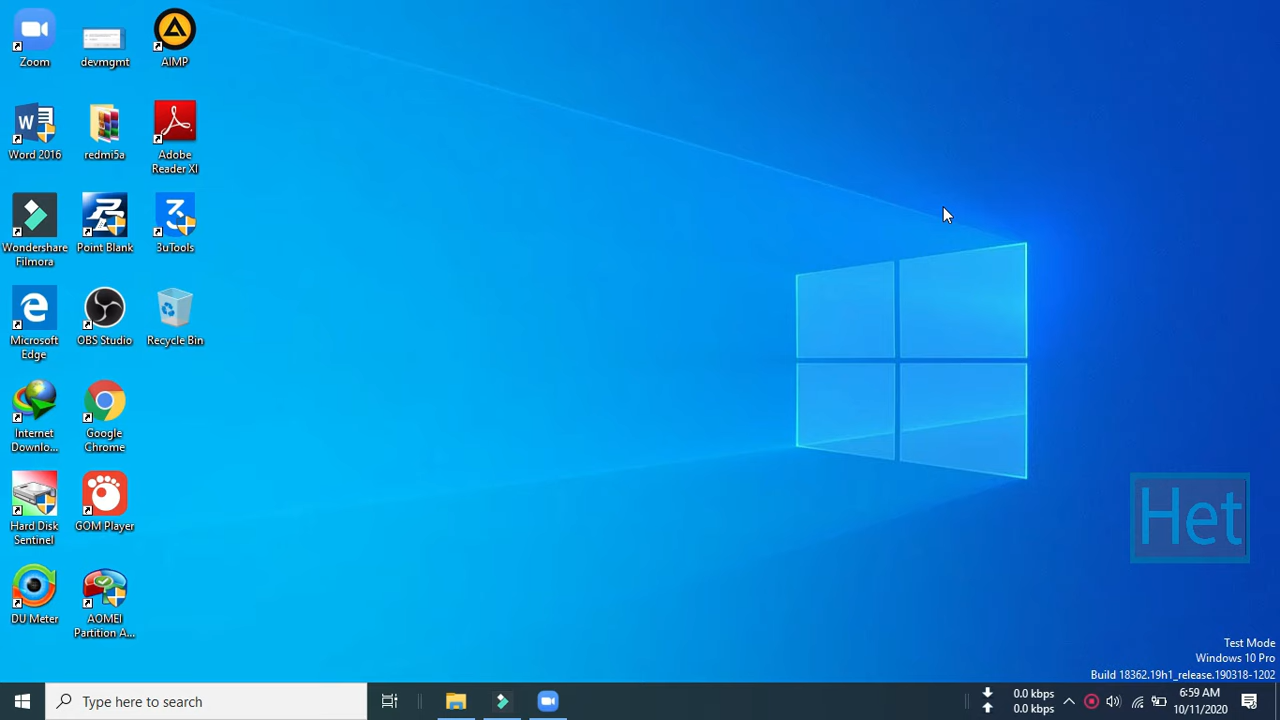 Zoom
devmgmt
AIMP
Word 2016
redmi5a
Adobe
Reader XI
Wondershare
Filmora
Point Blank
3uTools
Microsoft
Edge
OBS Studio
Recycle Bin
Internet
Downlo...
Google
Chrome
Hard Disk
Sentinel
GOM Player
DU Meter
AOMEI
Partition A...
Het
Test Mode
Windows 10 Pro
Build 18362.19h1_release.190318-1202
Type here to search
0.0 kbps
0.0 kbps
6:59 AM
10/11/2020